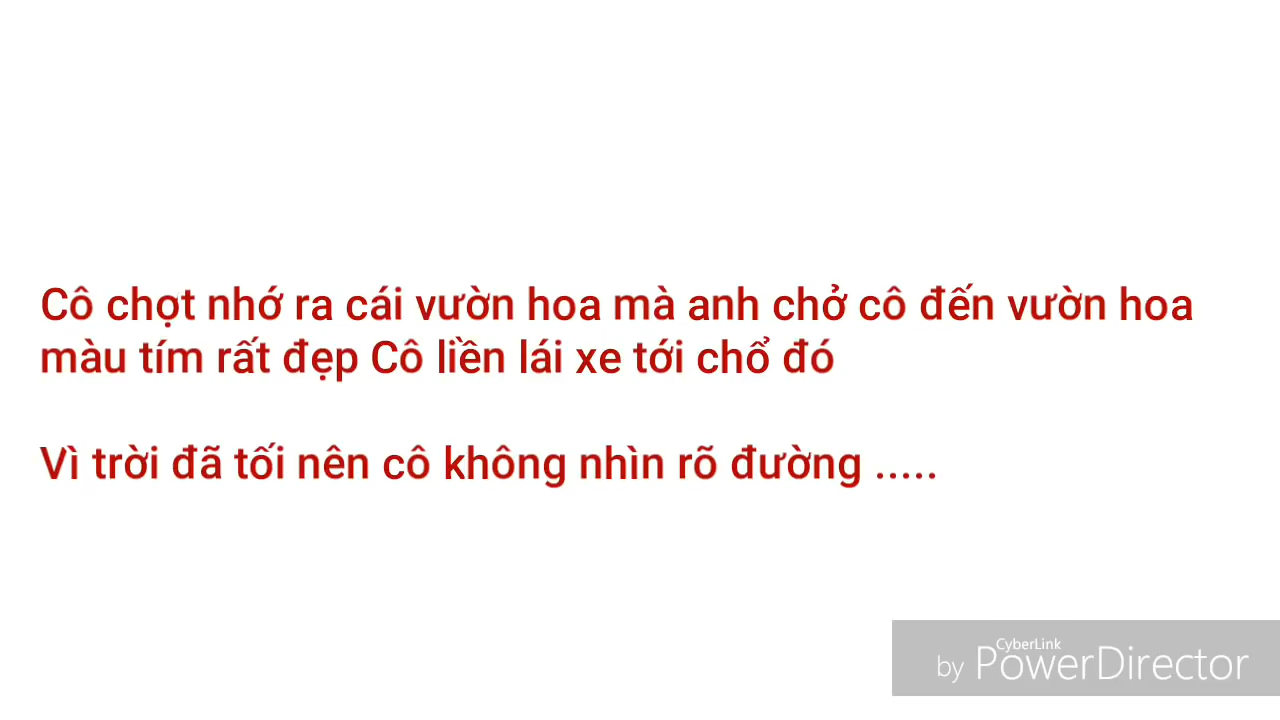 Cô chợt nhớ ra cái vườn hoa mà anh chở cô đến vườn hoa
màu tím rất đẹp Cô liền lái xe tới chổ đó
Vì trời đã tối nên cô không nhìn rõ đường .....
CyberLink
by PowerDirector